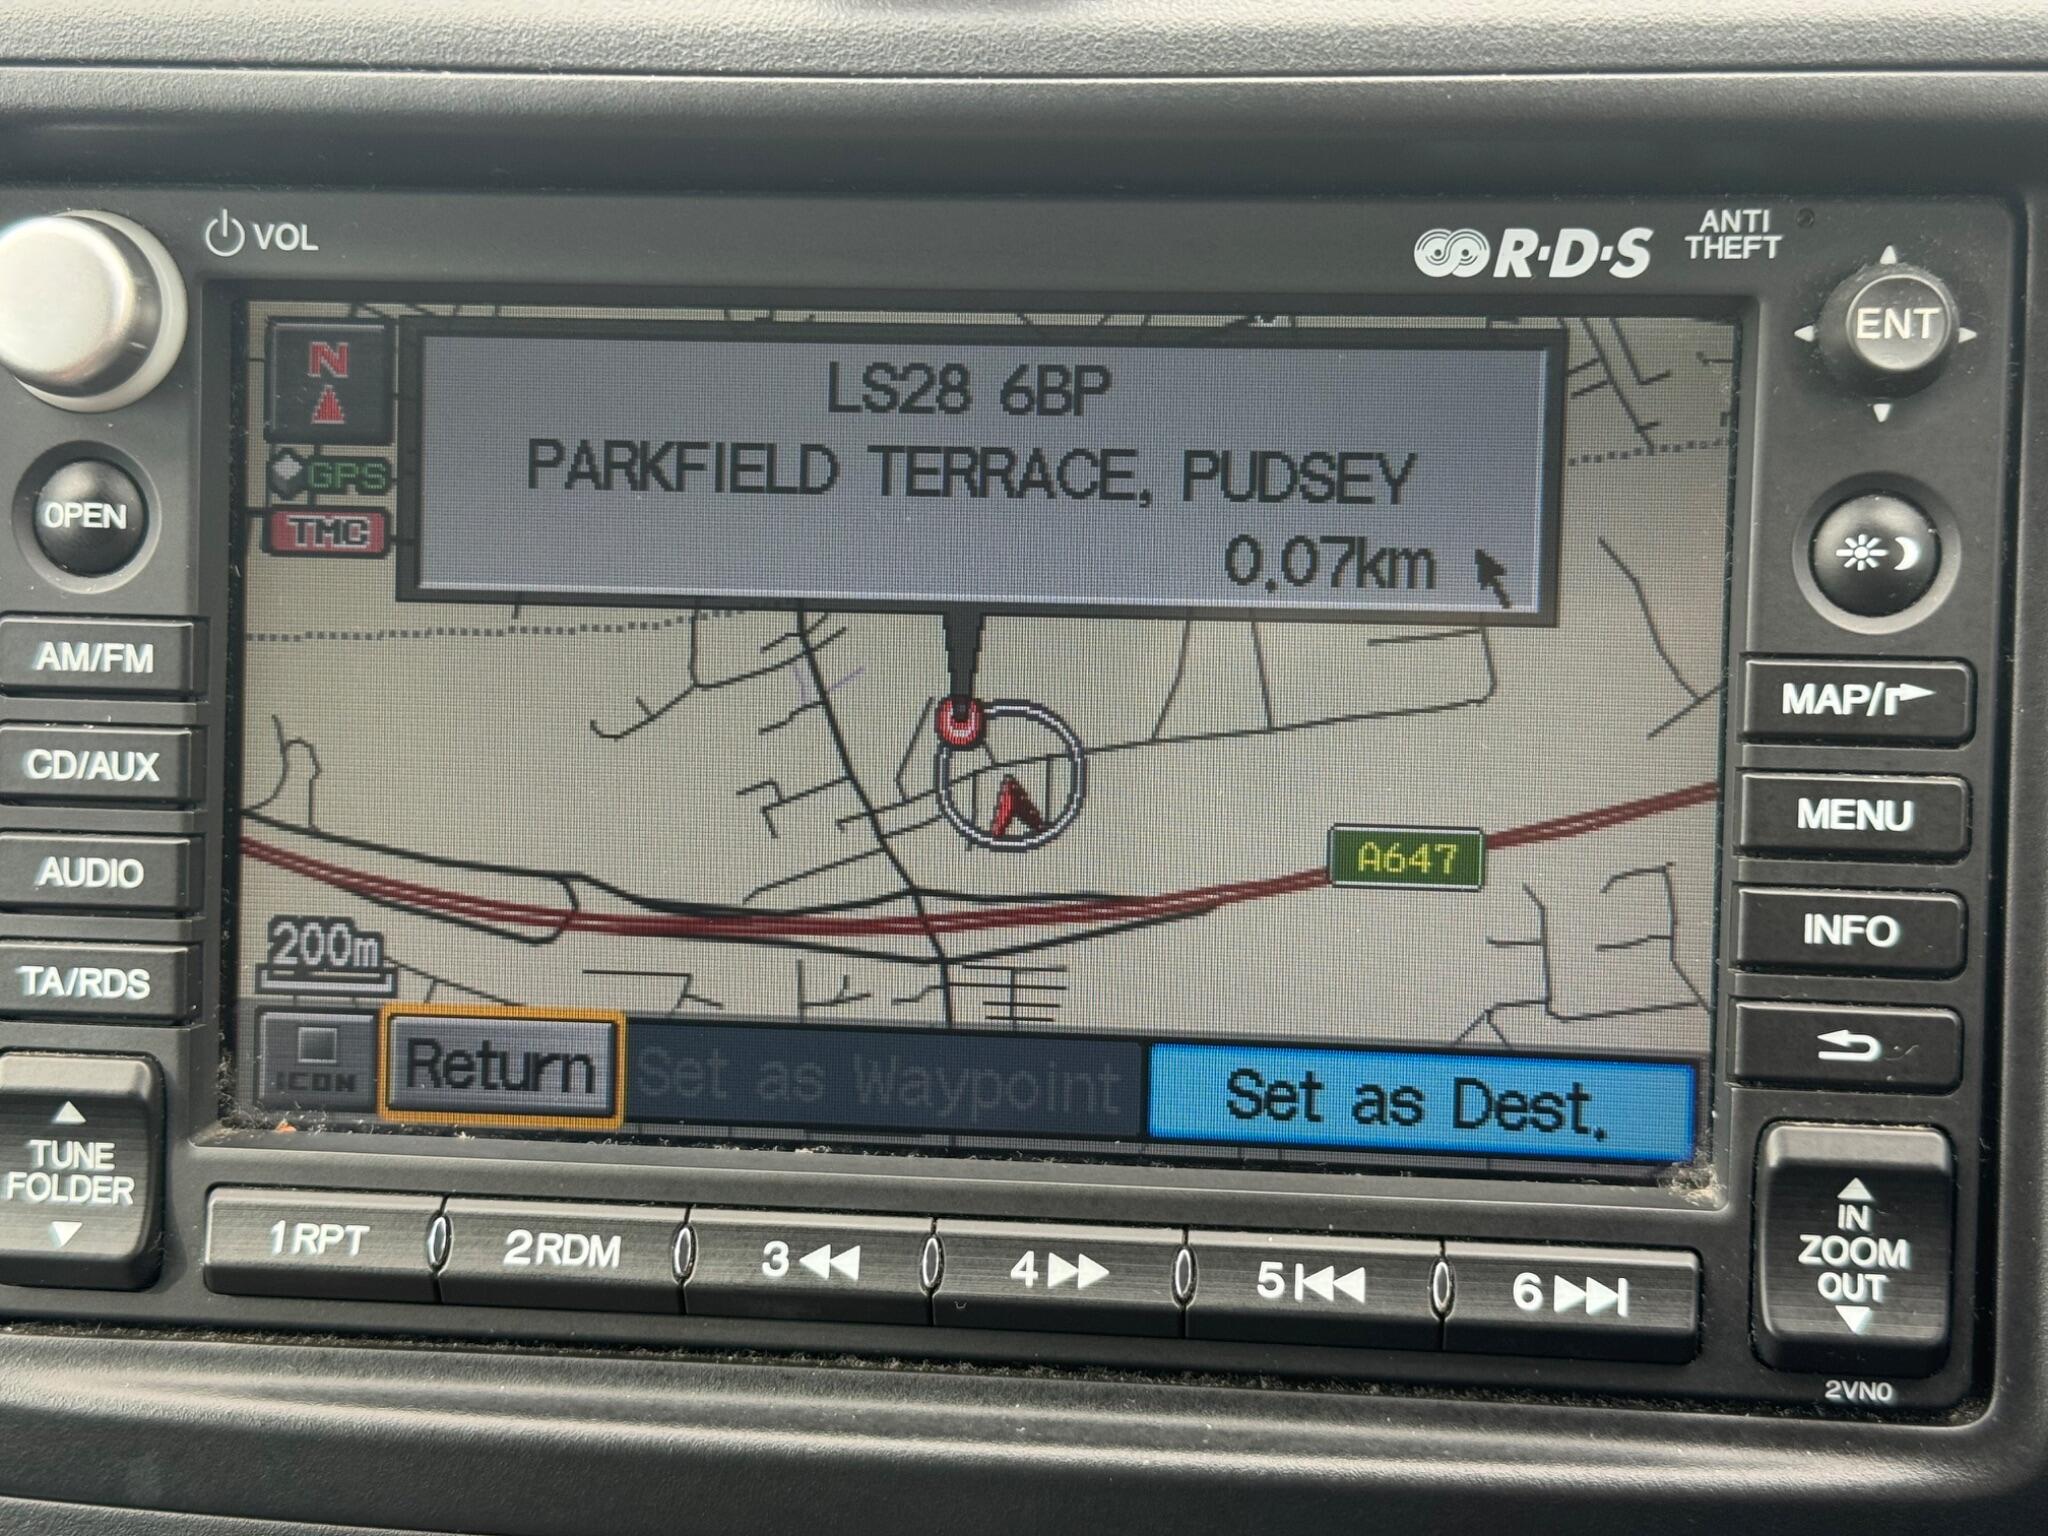 VOL
R·D·S
ANTI
THEFT
ENT
OPEN
AM/FM
CD/AUX
AUDIO
TA/RDS
TUNE
FOLDER
N
GPS
TMC
LS28 6BP
PARKFIELD TERRACE, PUDSEY
0.07km
A647
200m
ICON
Return
Set as Waypoint
Set as Dest.
MAP/
MENU
INFO
IN
ZOOM
OUT
1 RPT
2 RDM
3
4
5
6
2VN0